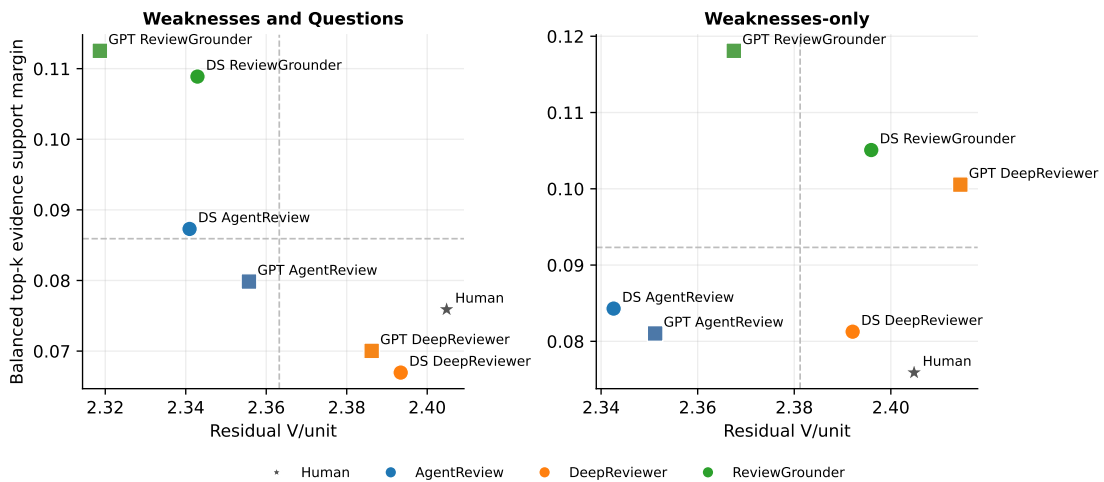 Weaknesses and Questions
Balanced top-k evidence support margin
0.11
0.10
0.09
0.08
0.07
GPT ReviewGrounder
DS ReviewGrounder
DS AgentReview
GPT AgentReview
Human
GPT DeepReviewer
DS DeepReviewer
2.32 2.34 2.36 2.38 2.40
Residual V/unit
Weaknesses-only
0.12
0.11
0.10
0.09
0.08
GPT ReviewGrounder
DS ReviewGrounder
GPT DeepReviewer
DS AgentReview
GPT AgentReview
DS DeepReviewer
Human
2.34 2.36 2.38 2.40
Residual V/unit
Human AgentReview DeepReviewer ReviewGrounder